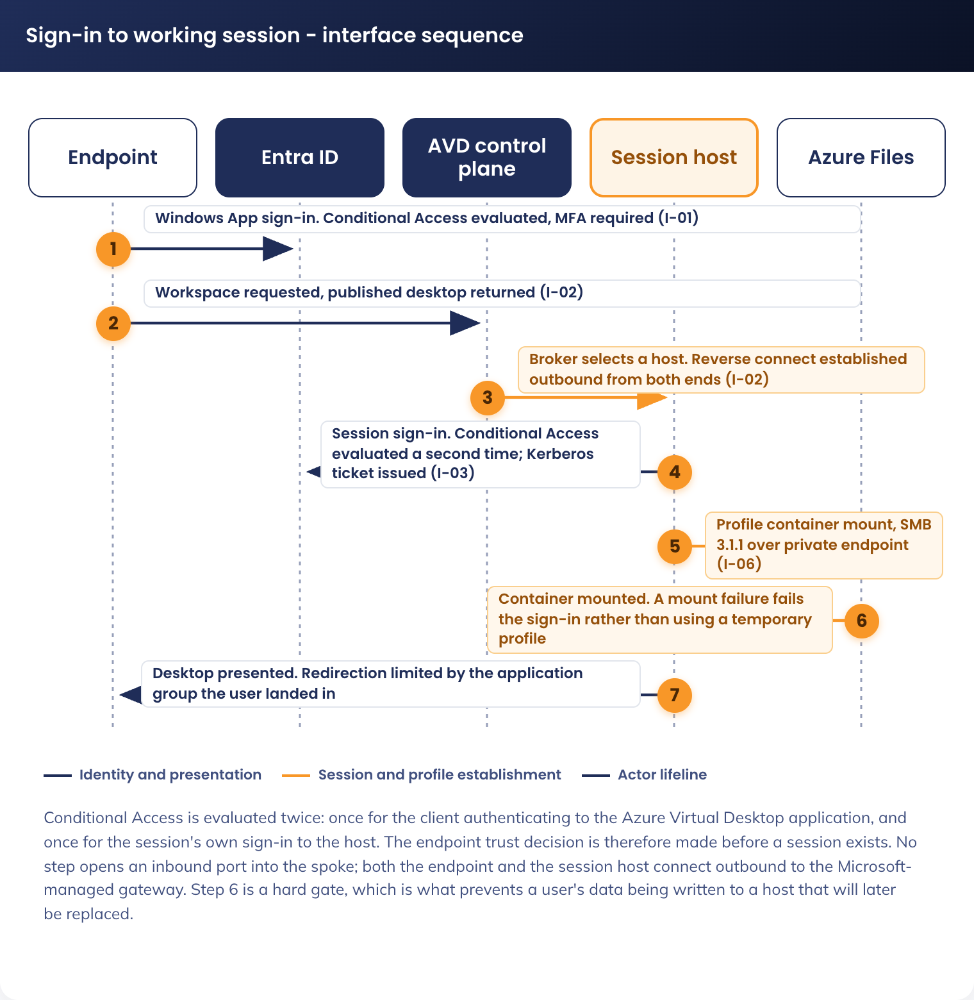 Sign-in to working session - interface sequence
Endpoint
Entra ID
AVD control
plane
Session host
Azure Files
Windows App sign-in. Conditional Access evaluated, MFA required (I-01)
1
Workspace requested, published desktop returned (I-02)
2
Broker selects a host. Reverse connect established
outbound from both ends (I-02)
3
Session sign-in. Conditional Access
evaluated a second time; Kerberos
ticket issued (I-03)
4
Profile container mount, SMB
3.1.1 over private endpoint
(I-06)
5
Container mounted. A mount failure fails
the sign-in rather than using a temporary
profile
6
Desktop presented. Redirection limited by the application
group the user landed in
7
Identity and presentation
Session and profile establishment
Actor lifeline
Conditional Access is evaluated twice: once for the client authenticating to the Azure Virtual Desktop application, and
once for the session's own sign-in to the host. The endpoint trust decision is therefore made before a session exists. No
step opens an inbound port into the spoke; both the endpoint and the session host connect outbound to the Microsoft-
managed gateway. Step 6 is a hard gate, which is what prevents a user's data being written to a host that will later
be replaced.